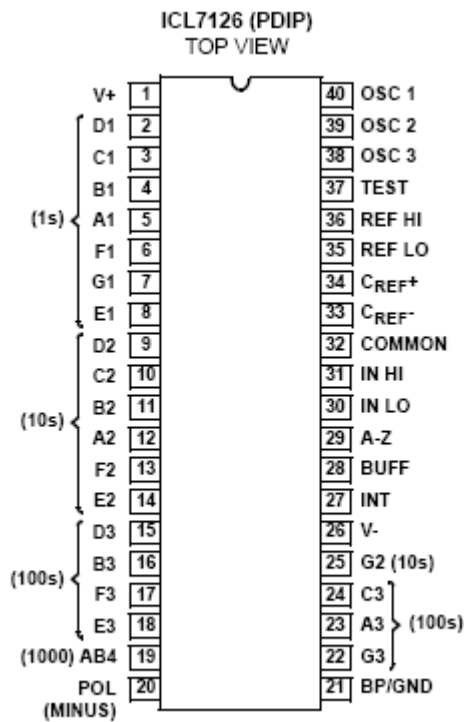 ICL7126 (PDIP)
TOP VIEW
V+ 1
D1 2
C1 3
B1 4
(1s) A1 5
F1 6
G1 7
E1 8
D2 9
C2 10
(10s) B2 11
A2 12
F2 13
E2 14
D3 15
(100s) B3 16
F3 17
E3 18
(1000) AB4 19
POL 20
(MINUS)
40 OSC 1
39 OSC 2
38 OSC 3
37 TEST
36 REF HI
35 REF LO
34 CREF+
33 CREF-
32 COMMON
31 IN HI
30 IN LO
29 A-Z
28 BUFF
27 INT
26 V-
25 G2 (10s)
24 C3
23 A3 (100s)
22 G3
21 BP/GND